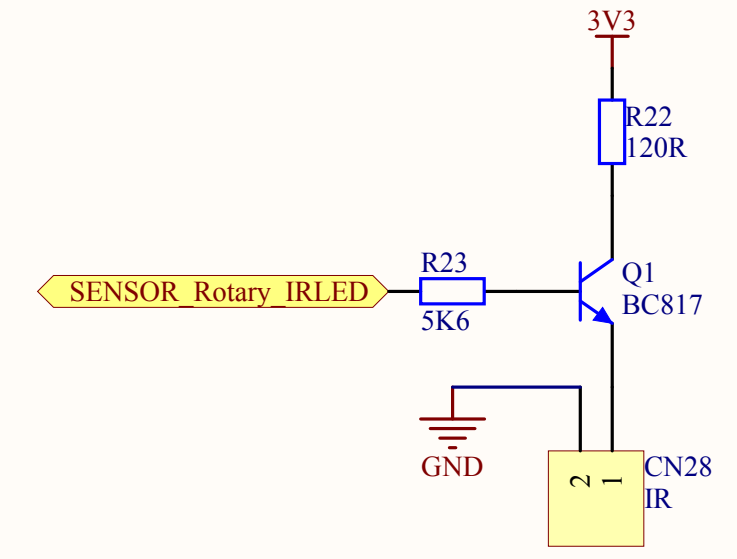 3V3
R22
120R
R23
SENSOR_Rotary_IRLED
5K6
Q1
BC817
GND
2
1
CN28
IR